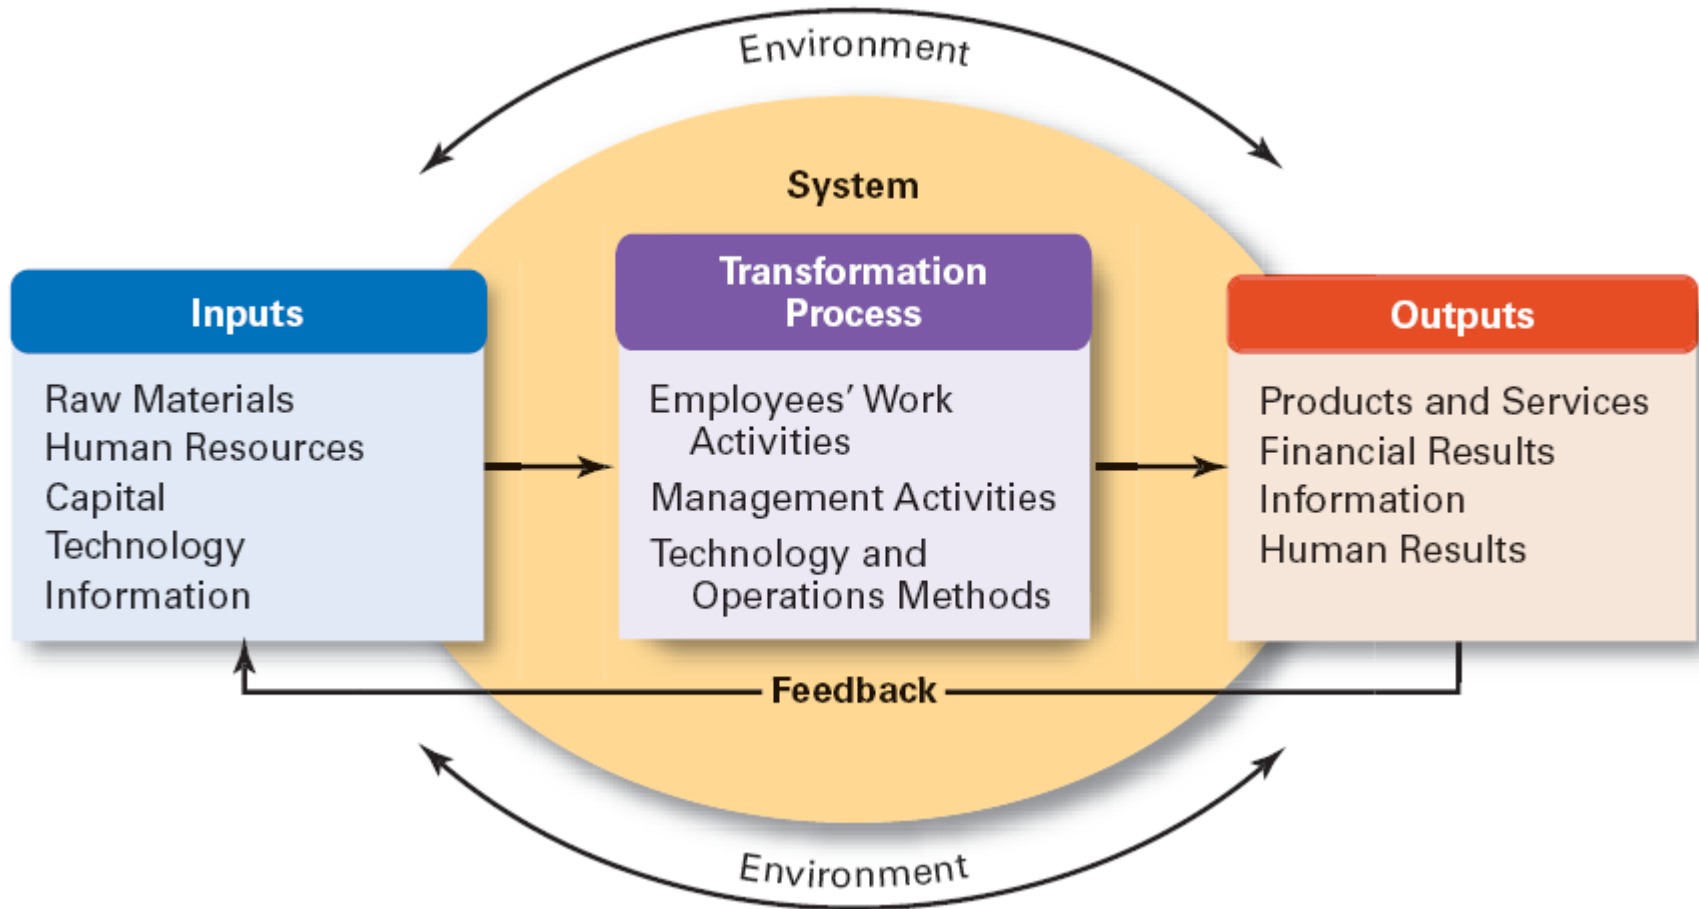 Environment
System
Inputs
Raw Materials
Human Resources
Capital
Technology
Information
Transformation
Process
Employees’ Work
Activities
Management Activities
Technology and
Operations Methods
Outputs
Products and Services
Financial Results
Information
Human Results
Feedback
Environment